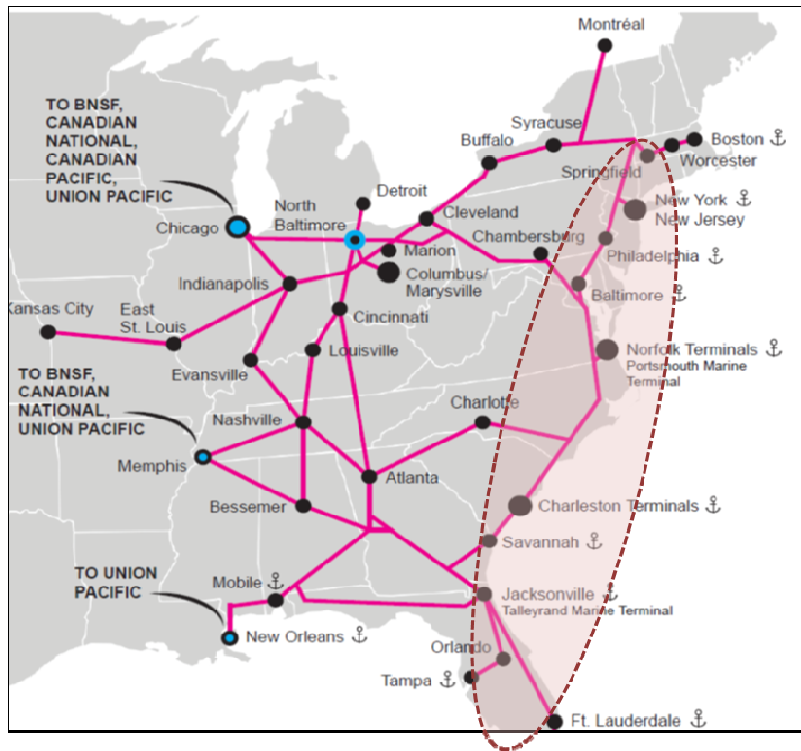 Montréal
TO BNSF,
CANADIAN
NATIONAL,
CANADIAN
PACIFIC,
UNION PACIFIC
Syracuse
Buffalo
Boston
Worcester
Springfield
Detroit
North
Baltimore
New York
New Jersey
Cleveland
Chicago
Chambersburg
Marion
Philadelphia
Columbus/
Marysville
Indianapolis
Baltimore
Kansas City
East
St. Louis
Cincinnati
Louisville
Norfolk Terminals
Portsmouth Marine
Terminal
Evansville
TO BNSF,
CANADIAN
NATIONAL,
UNION PACIFIC
Nashville
Charlotte
Memphis
Atlanta
Bessemer
Charleston Terminals
Savannah
TO UNION
PACIFIC
Mobile
Jacksonville
Talleyrand Marine Terminal
New Orleans
Orlando
Tampa
Ft. Lauderdale